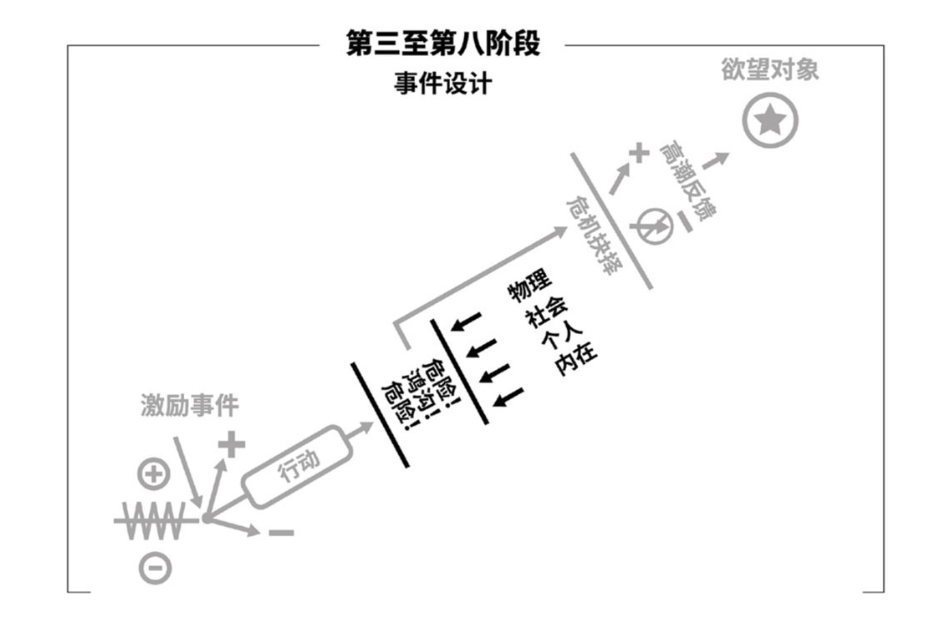 第三至第八阶段
事件设计
欲望对象
高潮反馈
危机抉择
物理
社会
个人
内在
危险!
鸿沟!
危险!
激励事件
行动